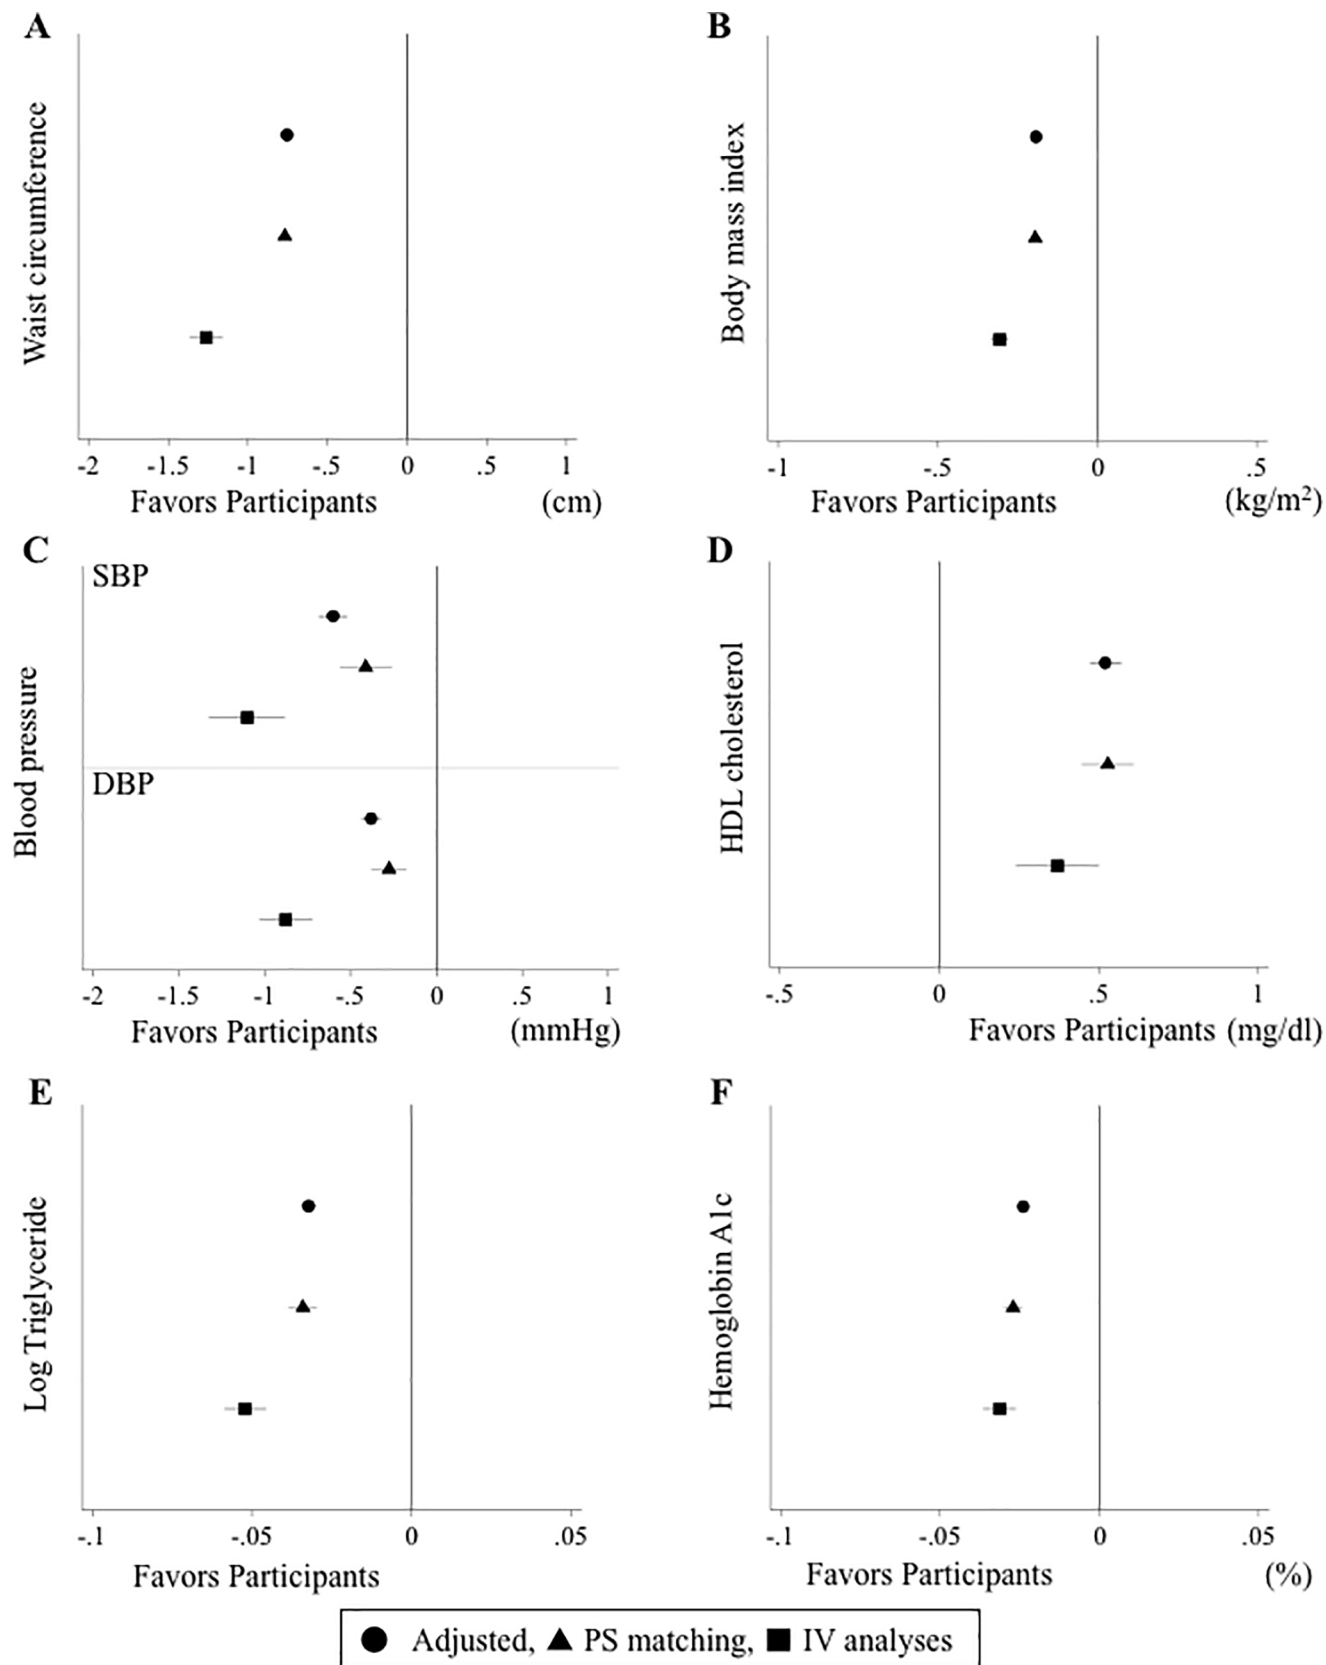 A
Waist circumference
-2 -1.5 -1 -.5 0 .5 1
Favors Participants (cm)
B
Body mass index
-1 -.5 0 .5
Favors Participants (kg/m²)
C
SBP
DBP
Blood pressure
-2 -1.5 -1 -.5 0 .5 1
Favors Participants (mmHg)
D
HDL cholesterol
-.5 0 .5 1
Favors Participants (mg/dl)
E
Log Triglyceride
-.1 -.05 0 .05
Favors Participants
F
Hemoglobin A1c
-.1 -.05 0 .05
Favors Participants (%)
Adjusted, PS matching, IV analyses